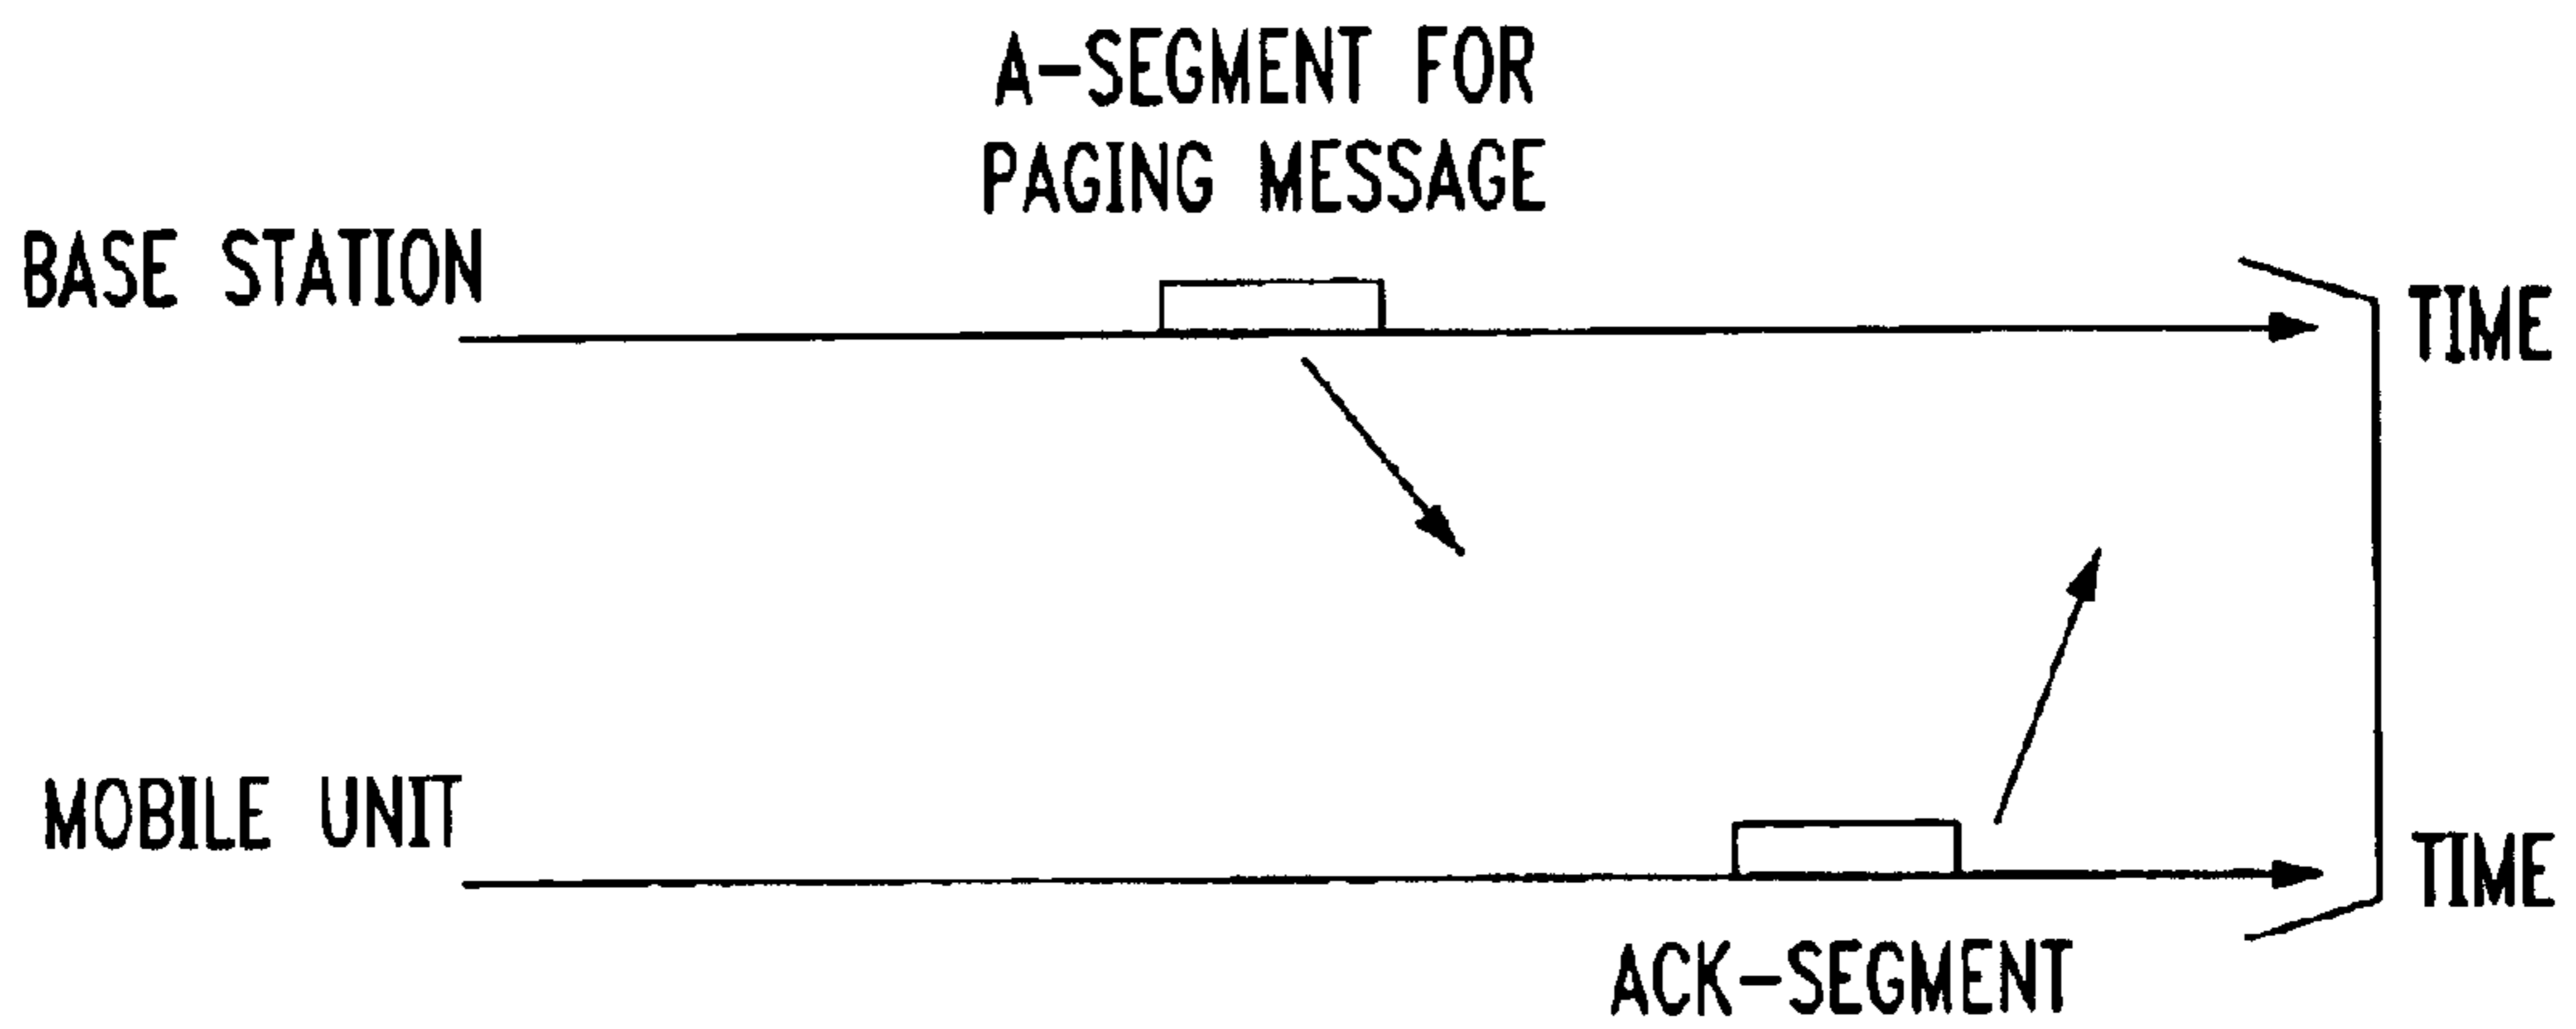 A-SEGMENT FOR
PAGING MESSAGE
BASE STATION
TIME
MOBILE UNIT
TIME
ACK-SEGMENT